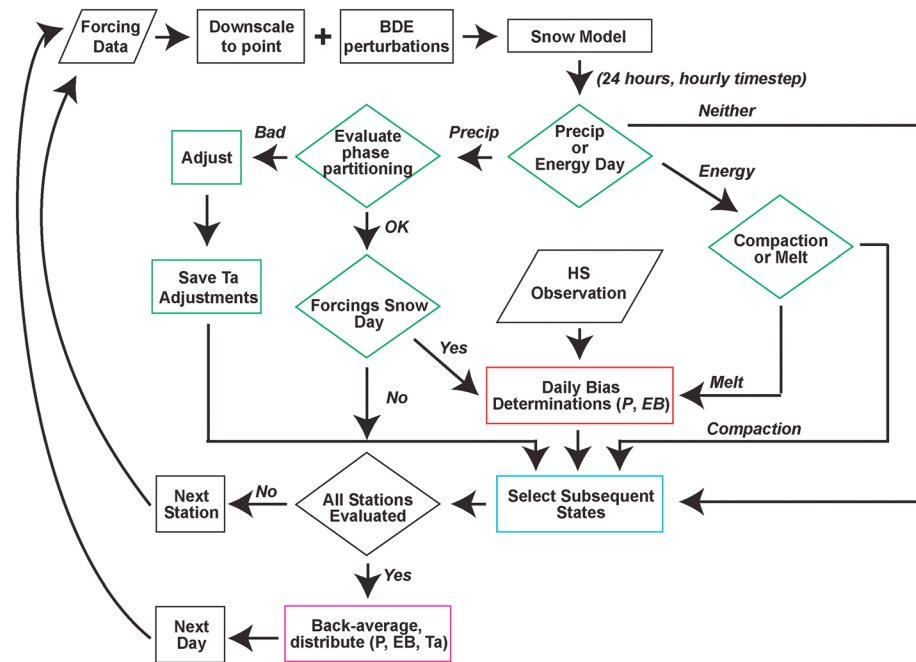 Forcing
Data
Downscale
to point
+
BDE
perturbations
Snow Model
(24 hours, hourly timestep)
Neither
Bad
Evaluate
phase
partitioning
Precip
Precip
or
Energy Day
Adjust
Energy
OK
Compaction
or Melt
Save Ta
Adjustments
HS
Observation
Forcings Snow
Day
Yes
Daily Bias
Determinations (P, EB)
Melt
No
Compaction
Next
Station
No
All Stations
Evaluated
Select Subsequent
States
Yes
Next
Day
Back-average,
distribute (P, EB, Ta)